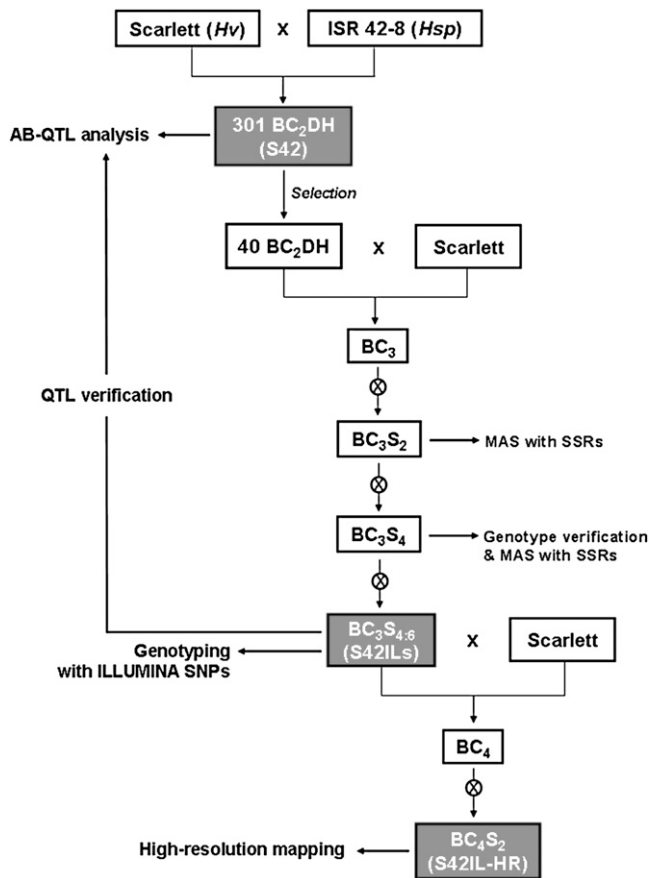 Scarlett (Hv) X ISR 42-8 (Hsp)
301 BC₂DH
(S42)
AB-QTL analysis
Selection
40 BC₂DH X Scarlett
BC₃
QTL verification
BC₃S₂
MAS with SSRs
BC₃S₄
Genotype verification
& MAS with SSRs
BC₃S₄:₆
(S42ILs)
X Scarlett
Genotyping
with ILLUMINA SNPs
BC₄
BC₄S₂
(S42IL-HR)
High-resolution mapping